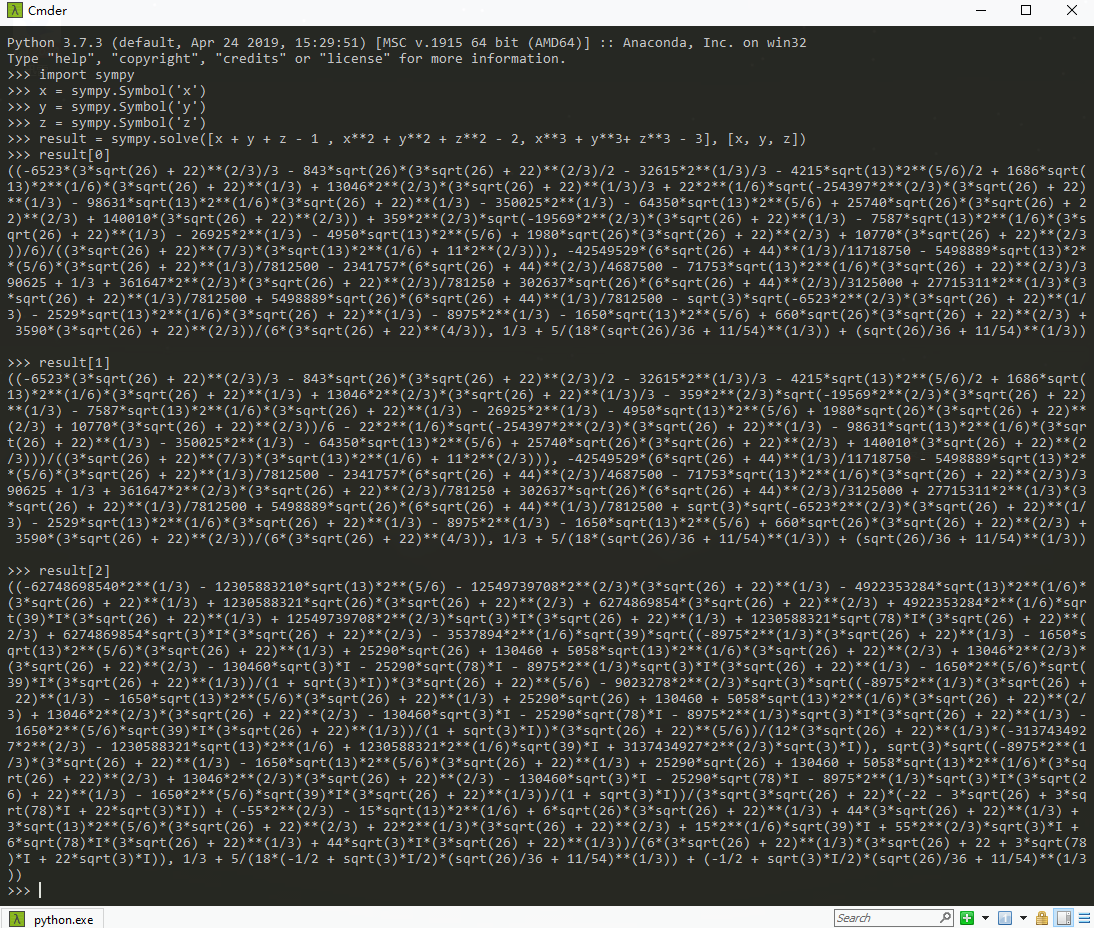 Cmder
Python 3.7.3 (default, Apr 24 2019, 15:29:51) [MSC v.1915 64 bit (AMD64)] :: Anaconda, Inc. on win32
Type "help", "copyright", "credits" or "license" for more information.
>>> import sympy
>>> x = sympy.Symbol('x')
>>> y = sympy.Symbol('y')
>>> z = sympy.Symbol('z')
>>> result = sympy.solve([x + y + z - 1 , x**2 + y**2 + z**2 - 2, x**3 + y**3+ z**3 - 3], [x, y, z])
>>> result[0]
((-6523*(3*sqrt(26) + 22)**(2/3)/3 - 843*sqrt(26)*(3*sqrt(26) + 22)**(2/3)/2 - 32615*2**(1/3)/3 - 4215*sqrt(13)*2**(5/6)/2 + 1686*sqrt(
13)*2**(1/6)*(3*sqrt(26) + 22)**(1/3) + 13046*2**(2/3)*(3*sqrt(26) + 22)**(1/3)/3 + 22*2**(1/6)*sqrt(-254397*2**(2/3)*(3*sqrt(26) + 22)
**(1/3) - 98631*sqrt(13)*2**(1/6)*(3*sqrt(26) + 22)**(1/3) - 350025*2**(1/3) - 64350*sqrt(13)*2**(5/6) + 25740*sqrt(26)*(3*sqrt(26) + 2
2)**(2/3) + 140010*(3*sqrt(26) + 22)**(2/3)) + 359*2**(2/3)*sqrt(-19569*2**(2/3)*(3*sqrt(26) + 22)**(1/3) - 7587*sqrt(13)*2**(1/6)*(3*s
qrt(26) + 22)**(1/3) - 26925*2**(1/3) - 4950*sqrt(13)*2**(5/6) + 1980*sqrt(26)*(3*sqrt(26) + 22)**(2/3) + 10770*(3*sqrt(26) + 22)**(2/3
))/6)/((3*sqrt(26) + 22)**(7/3)*(3*sqrt(13)*2**(1/6) + 11*2**(2/3))), -42549529*(6*sqrt(26) + 44)**(1/3)/11718750 - 5498889*sqrt(13)*2*
*(5/6)*(3*sqrt(26) + 22)**(1/3)/7812500 - 2341757*(6*sqrt(26) + 44)**(2/3)/4687500 - 71753*sqrt(13)*2**(1/6)*(3*sqrt(26) + 22)**(2/3)/3
90625 + 1/3 + 361647*2**(2/3)*(3*sqrt(26) + 22)**(2/3)/781250 + 302637*sqrt(26)*(6*sqrt(26) + 44)**(2/3)/3125000 + 27715311*2**(1/3)*(3
*sqrt(26) + 22)**(1/3)/7812500 + 5498889*sqrt(26)*(6*sqrt(26) + 44)**(1/3)/7812500 - sqrt(3)*sqrt(-6523*2**(2/3)*(3*sqrt(26) + 22)**(1/
3) - 2529*sqrt(13)*2**(1/6)*(3*sqrt(26) + 22)**(1/3) - 8975*2**(1/3) - 1650*sqrt(13)*2**(5/6) + 660*sqrt(26)*(3*sqrt(26) + 22)**(2/3) +
 3590*(3*sqrt(26) + 22)**(2/3))/(6*(3*sqrt(26) + 22)**(4/3)), 1/3 + 5/(18*(sqrt(26)/36 + 11/54)**(1/3)) + (sqrt(26)/36 + 11/54)**(1/3))
>>> result[1]
((-6523*(3*sqrt(26) + 22)**(2/3)/3 - 843*sqrt(26)*(3*sqrt(26) + 22)**(2/3)/2 - 32615*2**(1/3)/3 - 4215*sqrt(13)*2**(5/6)/2 + 1686*sqrt(
13)*2**(1/6)*(3*sqrt(26) + 22)**(1/3) + 13046*2**(2/3)*(3*sqrt(26) + 22)**(1/3)/3 - 359*2**(2/3)*sqrt(-19569*2**(2/3)*(3*sqrt(26) + 22)
**(1/3) - 7587*sqrt(13)*2**(1/6)*(3*sqrt(26) + 22)**(1/3) - 26925*2**(1/3) - 4950*sqrt(13)*2**(5/6) + 1980*sqrt(26)*(3*sqrt(26) + 22)**
(2/3) + 10770*(3*sqrt(26) + 22)**(2/3))/6 - 22*2**(1/6)*sqrt(-254397*2**(2/3)*(3*sqrt(26) + 22)**(1/3) - 98631*sqrt(13)*2**(1/6)*(3*sqr
t(26) + 22)**(1/3) - 350025*2**(1/3) - 64350*sqrt(13)*2**(5/6) + 25740*sqrt(26)*(3*sqrt(26) + 22)**(2/3) + 140010*(3*sqrt(26) + 22)**(2
/3)))/((3*sqrt(26) + 22)**(7/3)*(3*sqrt(13)*2**(1/6) + 11*2**(2/3))), -42549529*(6*sqrt(26) + 44)**(1/3)/11718750 - 5498889*sqrt(13)*2*
*(5/6)*(3*sqrt(26) + 22)**(1/3)/7812500 - 2341757*(6*sqrt(26) + 44)**(2/3)/4687500 - 71753*sqrt(13)*2**(1/6)*(3*sqrt(26) + 22)**(2/3)/3
90625 + 1/3 + 361647*2**(2/3)*(3*sqrt(26) + 22)**(2/3)/781250 + 302637*sqrt(26)*(6*sqrt(26) + 44)**(2/3)/3125000 + 27715311*2**(1/3)*(3
*sqrt(26) + 22)**(1/3)/7812500 + 5498889*sqrt(26)*(6*sqrt(26) + 44)**(1/3)/7812500 + sqrt(3)*sqrt(-6523*2**(2/3)*(3*sqrt(26) + 22)**(1/
3) - 2529*sqrt(13)*2**(1/6)*(3*sqrt(26) + 22)**(1/3) - 8975*2**(1/3) - 1650*sqrt(13)*2**(5/6) + 660*sqrt(26)*(3*sqrt(26) + 22)**(2/3) +
 3590*(3*sqrt(26) + 22)**(2/3))/(6*(3*sqrt(26) + 22)**(4/3)), 1/3 + 5/(18*(sqrt(26)/36 + 11/54)**(1/3)) + (sqrt(26)/36 + 11/54)**(1/3))
>>> result[2]
((-62748698540*2**(1/3) - 12305883210*sqrt(13)*2**(5/6) - 12549739708*2**(2/3)*(3*sqrt(26) + 22)**(1/3) - 4922353284*sqrt(13)*2**(1/6)*
(3*sqrt(26) + 22)**(1/3) + 1230588321*sqrt(26)*(3*sqrt(26) + 22)**(2/3) + 6274869854*(3*sqrt(26) + 22)**(2/3) + 4922353284*2**(1/6)*sqr
t(39)*I*(3*sqrt(26) + 22)**(1/3) + 12549739708*2**(2/3)*sqrt(3)*I*(3*sqrt(26) + 22)**(1/3) + 1230588321*sqrt(78)*I*(3*sqrt(26) + 22)**(
2/3) + 6274869854*sqrt(3)*I*(3*sqrt(26) + 22)**(2/3) - 3537894*2**(1/6)*sqrt(39)*sqrt((-8975*2**(1/3)*(3*sqrt(26) + 22)**(1/3) - 1650*s
qrt(13)*2**(5/6)*(3*sqrt(26) + 22)**(1/3) + 25290*sqrt(26) + 130460 + 5058*sqrt(13)*2**(1/6)*(3*sqrt(26) + 22)**(2/3) + 13046*2**(2/3)*
(3*sqrt(26) + 22)**(2/3) - 130460*sqrt(3)*I - 25290*sqrt(78)*I - 8975*2**(1/3)*sqrt(3)*I*(3*sqrt(26) + 22)**(1/3) - 1650*2**(5/6)*sqrt(
39)*I*(3*sqrt(26) + 22)**(1/3))/(1 + sqrt(3)*I))*(3*sqrt(26) + 22)**(5/6) - 9023278*2**(2/3)*sqrt(3)*sqrt((-8975*2**(1/3)*(3*sqrt(26) +
 22)**(1/3) - 1650*sqrt(13)*2**(5/6)*(3*sqrt(26) + 22)**(1/3) + 25290*sqrt(26) + 130460 + 5058*sqrt(13)*2**(1/6)*(3*sqrt(26) + 22)**(2/
3) + 13046*2**(2/3)*(3*sqrt(26) + 22)**(2/3) - 130460*sqrt(3)*I - 25290*sqrt(78)*I - 8975*2**(1/3)*sqrt(3)*I*(3*sqrt(26) + 22)**(1/3) -
 1650*2**(5/6)*sqrt(39)*I*(3*sqrt(26) + 22)**(1/3))/(1 + sqrt(3)*I))*(3*sqrt(26) + 22)**(5/6))/(12*(3*sqrt(26) + 22)**(1/3)*(-313743492
7*2**(2/3) - 1230588321*sqrt(13)*2**(1/6) + 1230588321*2**(1/6)*sqrt(39)*I + 3137434927*2**(2/3)*sqrt(3)*I)), sqrt(3)*sqrt((-8975*2**(1
/3)*(3*sqrt(26) + 22)**(1/3) - 1650*sqrt(13)*2**(5/6)*(3*sqrt(26) + 22)**(1/3) + 25290*sqrt(26) + 130460 + 5058*sqrt(13)*2**(1/6)*(3*sq
rt(26) + 22)**(2/3) + 13046*2**(2/3)*(3*sqrt(26) + 22)**(2/3) - 130460*sqrt(3)*I - 25290*sqrt(78)*I - 8975*2**(1/3)*sqrt(3)*I*(3*sqrt(2
6) + 22)**(1/3) - 1650*2**(5/6)*sqrt(39)*I*(3*sqrt(26) + 22)**(1/3))/(1 + sqrt(3)*I))/(3*sqrt(3*sqrt(26) + 22)*(-22 - 3*sqrt(26) + 3*sq
rt(78)*I + 22*sqrt(3)*I)) + (-55*2**(2/3) - 15*sqrt(13)*2**(1/6) + 6*sqrt(26)*(3*sqrt(26) + 22)**(1/3) + 44*(3*sqrt(26) + 22)**(1/3) +
3*sqrt(13)*2**(5/6)*(3*sqrt(26) + 22)**(2/3) + 22*2**(1/3)*(3*sqrt(26) + 22)**(2/3) + 15*2**(1/6)*sqrt(39)*I + 55*2**(2/3)*sqrt(3)*I +
6*sqrt(78)*I*(3*sqrt(26) + 22)**(1/3) + 44*sqrt(3)*I*(3*sqrt(26) + 22)**(1/3))/(6*(3*sqrt(26) + 22)**(1/3)*(3*sqrt(26) + 22 + 3*sqrt(78
)*I + 22*sqrt(3)*I)), 1/3 + 5/(18*(-1/2 + sqrt(3)*I/2)*(sqrt(26)/36 + 11/54)**(1/3)) + (-1/2 + sqrt(3)*I/2)*(sqrt(26)/36 + 11/54)**(1/3
))
>>>
python.exe
Search